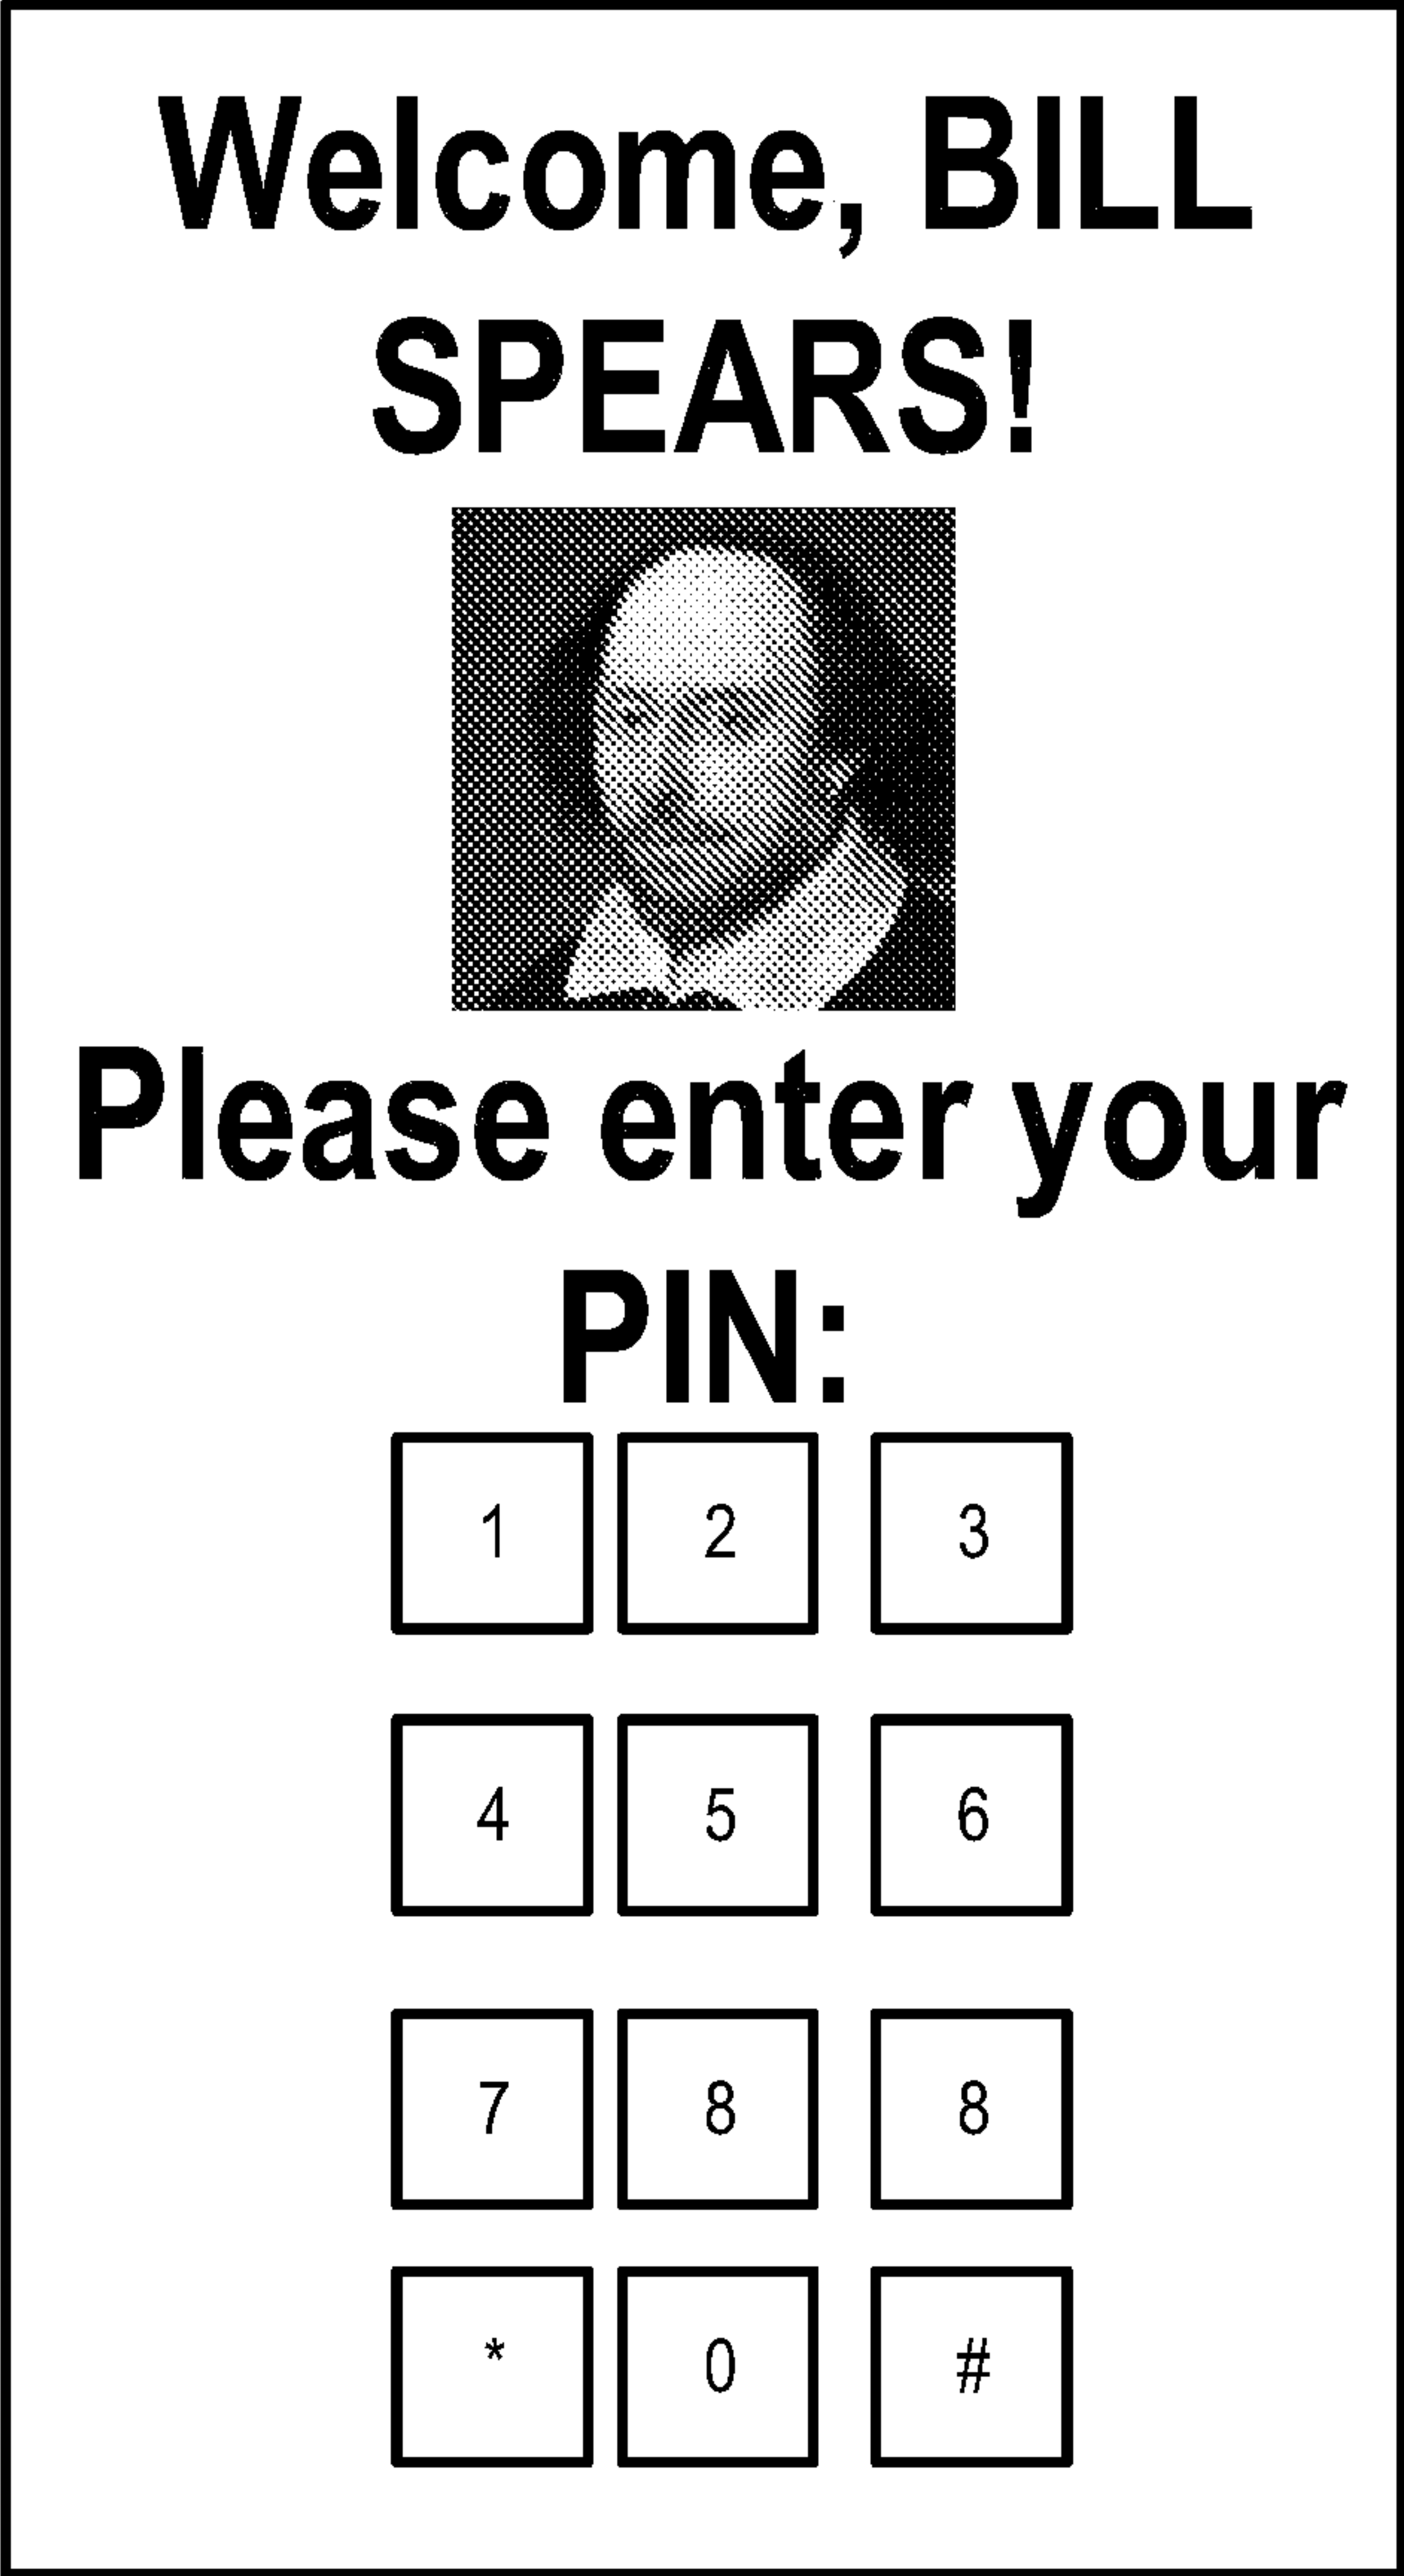 Welcome, BILL
SPEARS!
Please enter your
PIN:
1 2 3
4 5 6
7 8 8
* 0 #